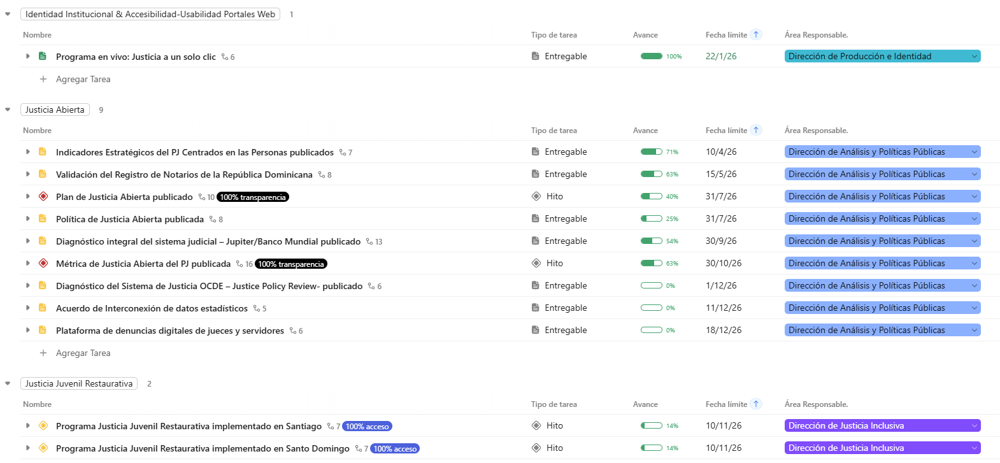 Identidad Institucional & Accesibilidad-Usabilidad Portales Web 1
Nombre Tipo de tarea Avance Fecha límite Área Responsable.
Programa en vivo: Justicia a un solo clic 6 Entregable 100% 22/1/26 Dirección de Producción e Identidad
Agregar Tarea
Justicia Abierta 9
Nombre Tipo de tarea Avance Fecha límite Área Responsable.
Indicadores Estratégicos del PJ Centrados en las Personas publicados 7 Entregable 71% 10/4/26 Dirección de Análisis y Políticas Públicas
Validación del Registro de Notarios de la República Dominicana 8 Entregable 63% 15/5/26 Dirección de Análisis y Políticas Públicas
Plan de Justicia Abierta publicado 10 100% transparencia Hito 40% 31/7/26 Dirección de Análisis y Políticas Públicas
Política de Justicia Abierta publicada 8 Entregable 25% 31/7/26 Dirección de Análisis y Políticas Públicas
Diagnóstico integral del sistema judicial – Jupiter/Banco Mundial publicado 13 Entregable 54% 30/9/26 Dirección de Análisis y Políticas Públicas
Métrica de Justicia Abierta del PJ publicada 16 100% transparencia Hito 63% 30/10/26 Dirección de Análisis y Políticas Públicas
Diagnóstico del Sistema de Justicia OCDE – Justice Policy Review- publicado 6 Entregable 0% 1/12/26 Dirección de Análisis y Políticas Públicas
Acuerdo de Interconexión de datos estadísticos 5 Entregable 0% 11/12/26 Dirección de Análisis y Políticas Públicas
Plataforma de denuncias digitales de jueces y servidores 6 Entregable 0% 18/12/26 Dirección de Análisis y Políticas Públicas
Agregar Tarea
Justicia Juvenil Restaurativa 2
Nombre Tipo de tarea Avance Fecha límite Área Responsable.
Programa Justicia Juvenil Restaurativa implementado en Santiago 7 100% acceso Hito 14% 10/11/26 Dirección de Justicia Inclusiva
Programa Justicia Juvenil Restaurativa implementado en Santo Domingo 7 100% acceso Hito 14% 10/11/26 Dirección de Justicia Inclusiva